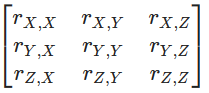 r_{X,X} r_{X,Y} r_{X,Z}
r_{Y,X} r_{Y,Y} r_{Y,Z}
r_{Z,X} r_{Z,Y} r_{Z,Z}